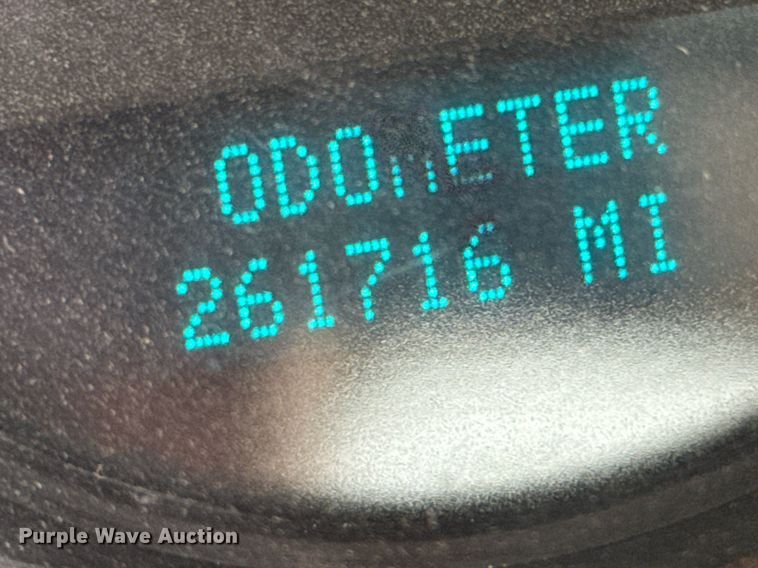 ODOMETER
261716 MI
Purple Wave Auction